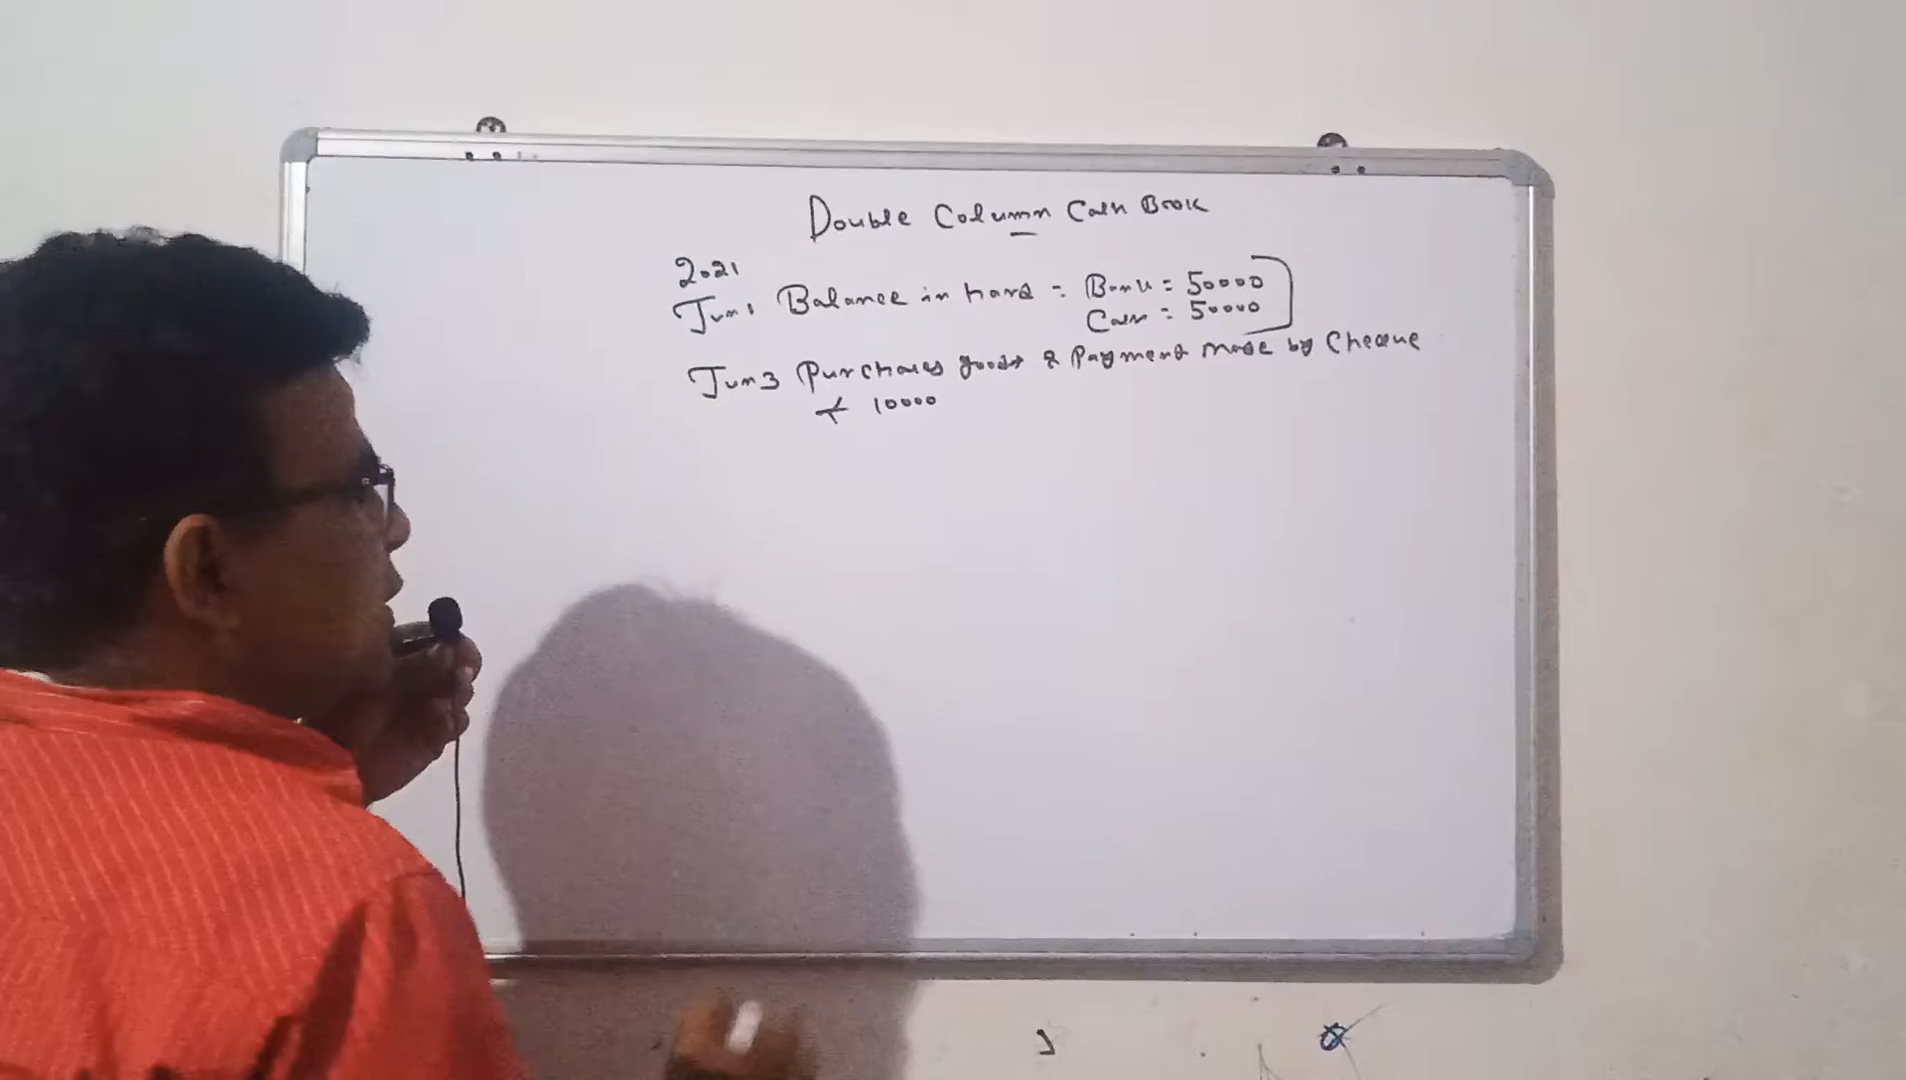 Double Column Cash Book
2021
Jun 1 Balance in hand = Bank = 50000
Cash = 50000
Jun 3 Purchases goods & Payment made by Cheque
₹ 10000